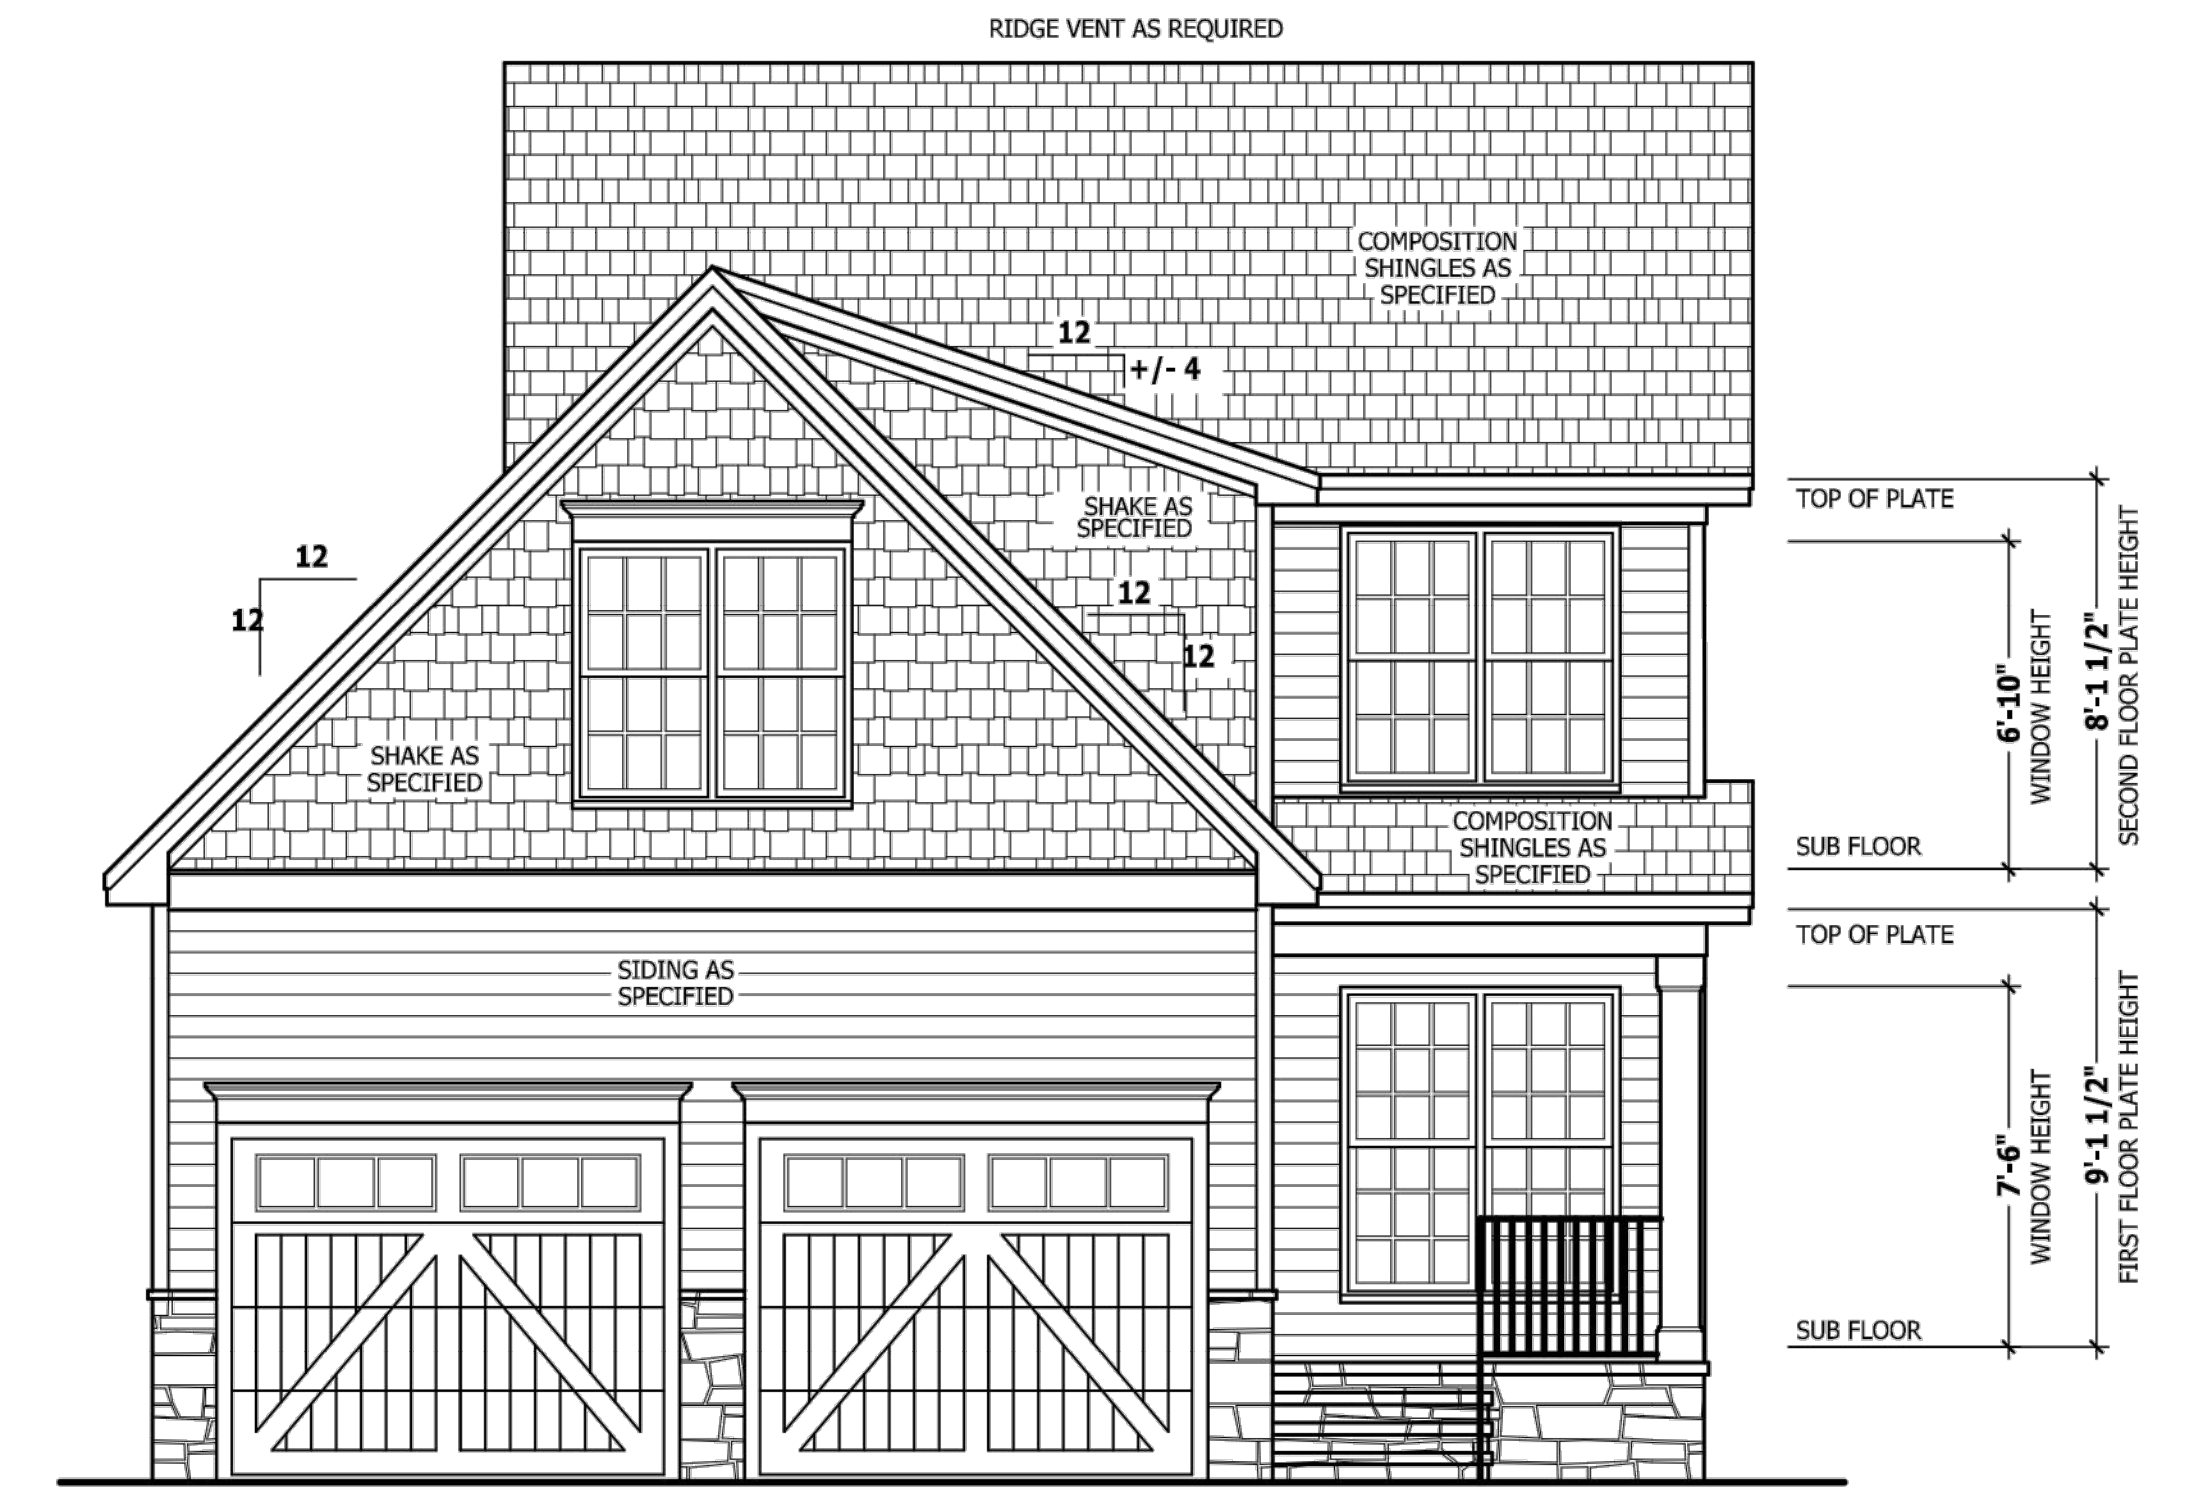 RIDGE VENT AS REQUIRED
COMPOSITION
SHINGLES AS
SPECIFIED
12
+/- 4
SHAKE AS
SPECIFIED
12
12
12
12
SHAKE AS
SPECIFIED
COMPOSITION
SHINGLES AS
SPECIFIED
SIDING AS
SPECIFIED
TOP OF PLATE
SUB FLOOR
6'-10"
WINDOW HEIGHT
8'-1 1/2"
SECOND FLOOR PLATE HEIGHT
TOP OF PLATE
SUB FLOOR
7'-6"
WINDOW HEIGHT
9'-1 1/2"
FIRST FLOOR PLATE HEIGHT